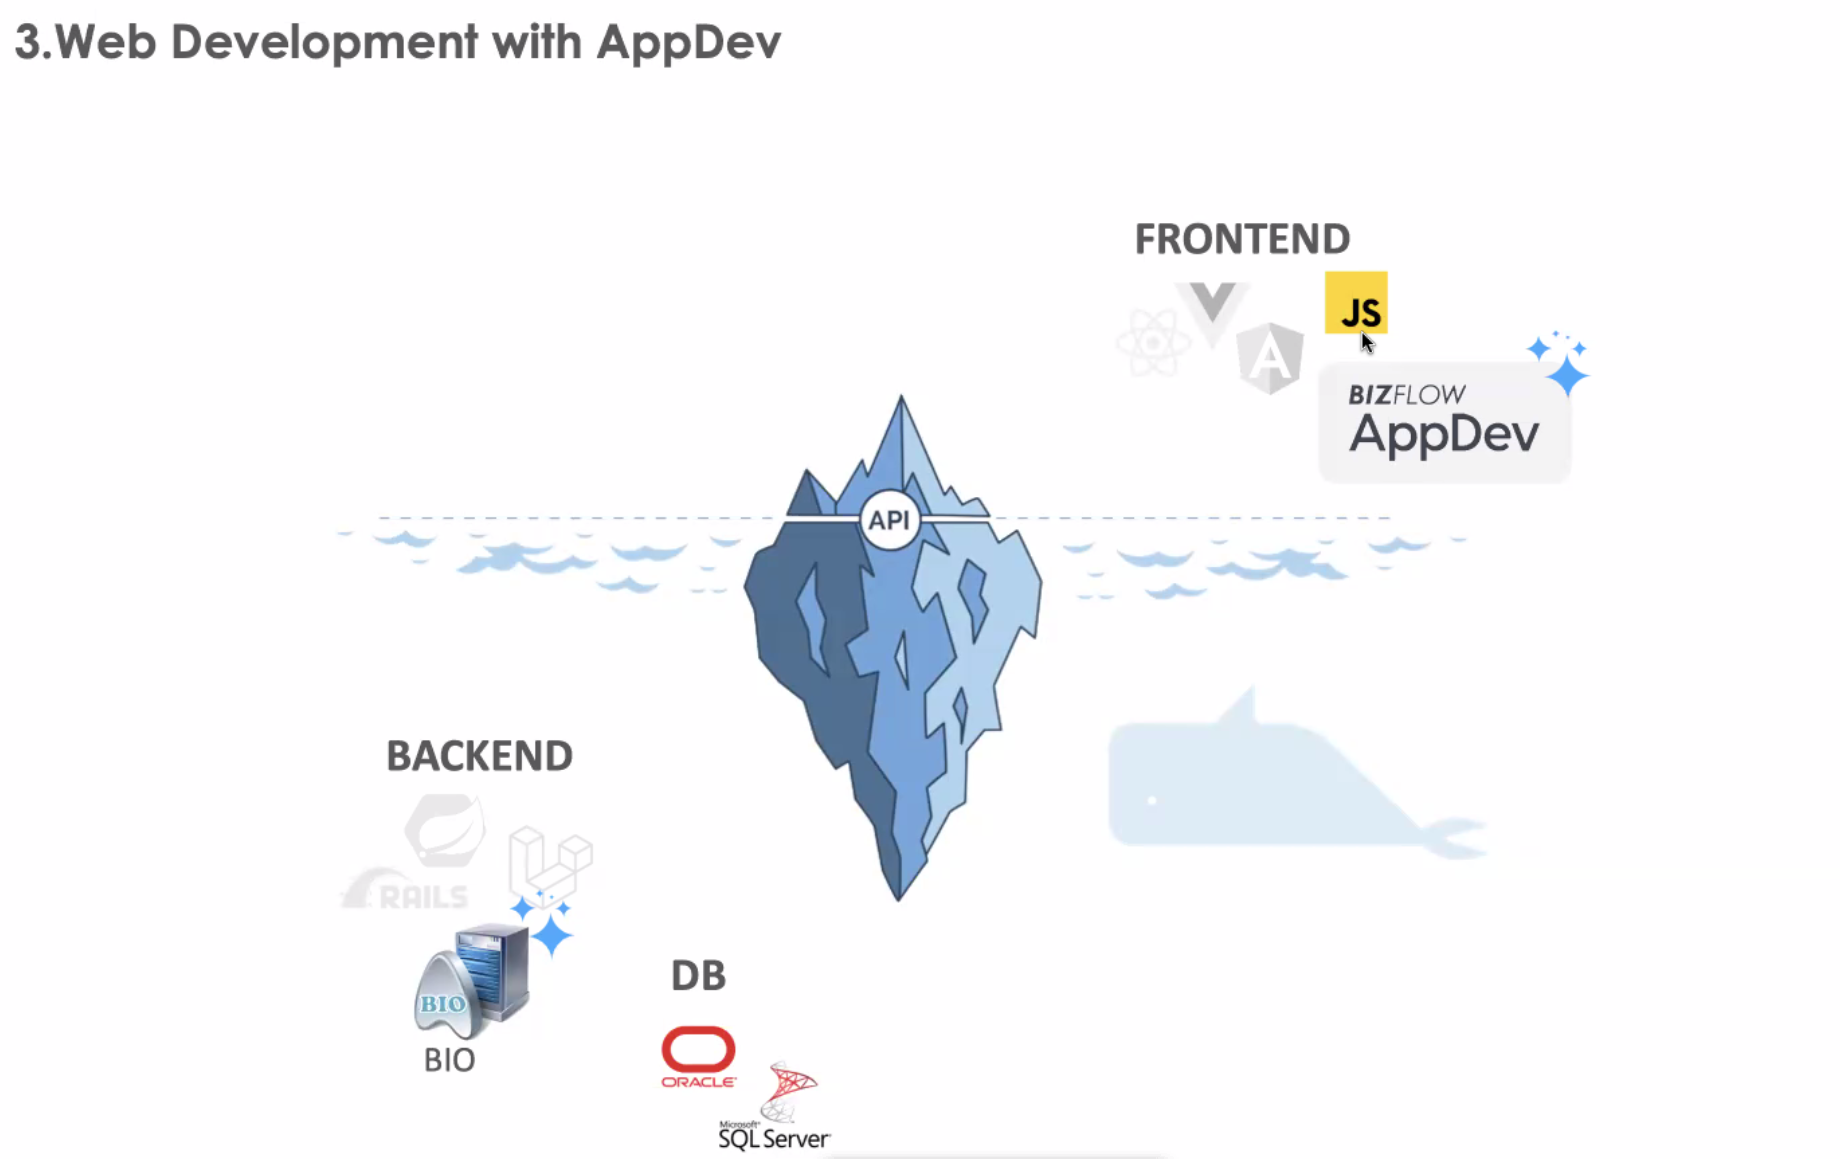 3.Web Development with AppDev
FRONTEND
JS
BIZFLOW
AppDev
API
BACKEND
RAILS
BIO
BIO
DB
ORACLE
Microsoft
SQL Server